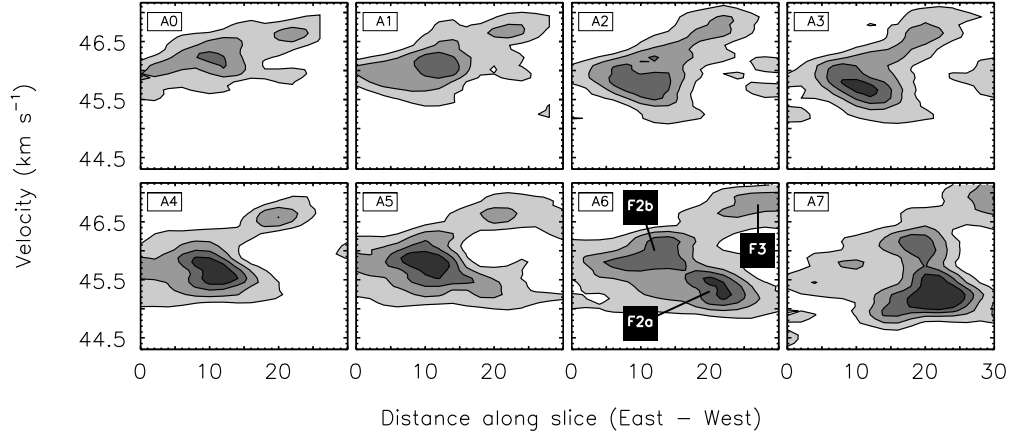 A0 A1 A2 A3
46.5
45.5
44.5
Velocity (km s⁻¹)
A4 A5 A6 A7
F2b
F3
F2a
46.5
45.5
44.5
0 10 20 0 10 20 0 10 20 0 10 20 30
Distance along slice (East − West)